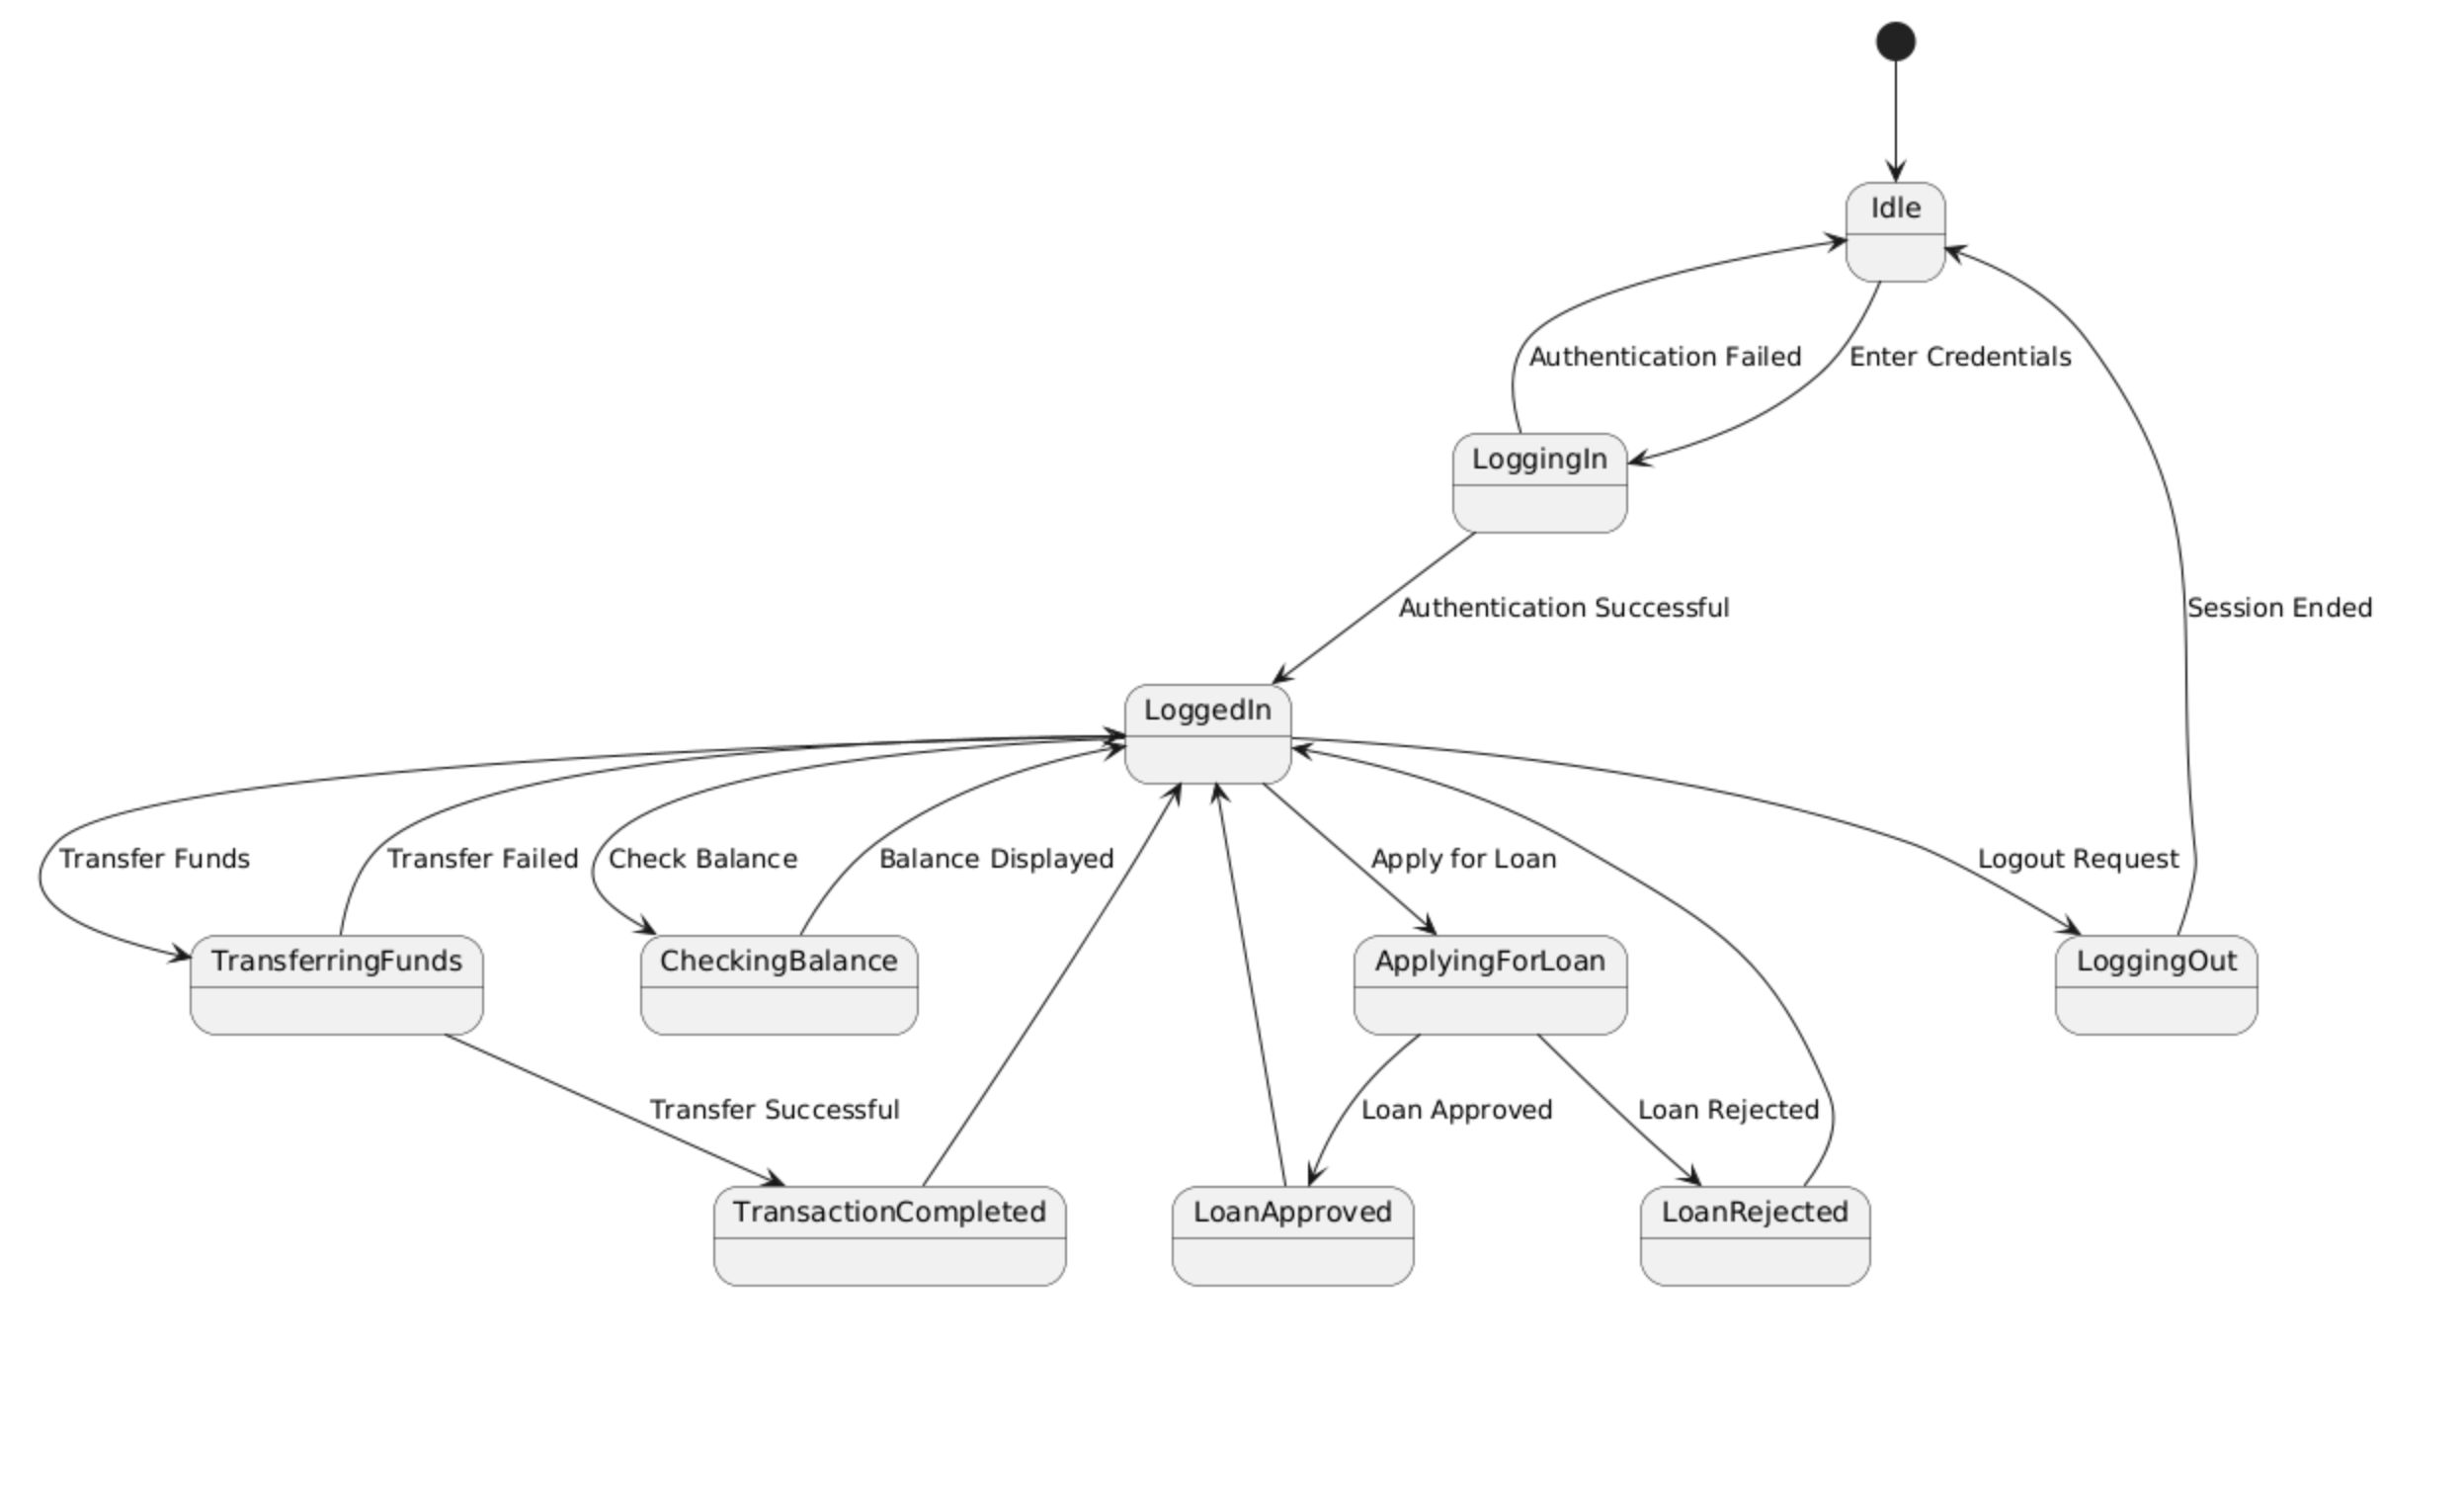 Idle
Authentication Failed
Enter Credentials
LoggingIn
Authentication Successful
Session Ended
LoggedIn
Transfer Funds
Transfer Failed
Check Balance
Balance Displayed
Apply for Loan
Logout Request
TransferringFunds
CheckingBalance
ApplyingForLoan
LoggingOut
Transfer Successful
Loan Approved
Loan Rejected
TransactionCompleted
LoanApproved
LoanRejected